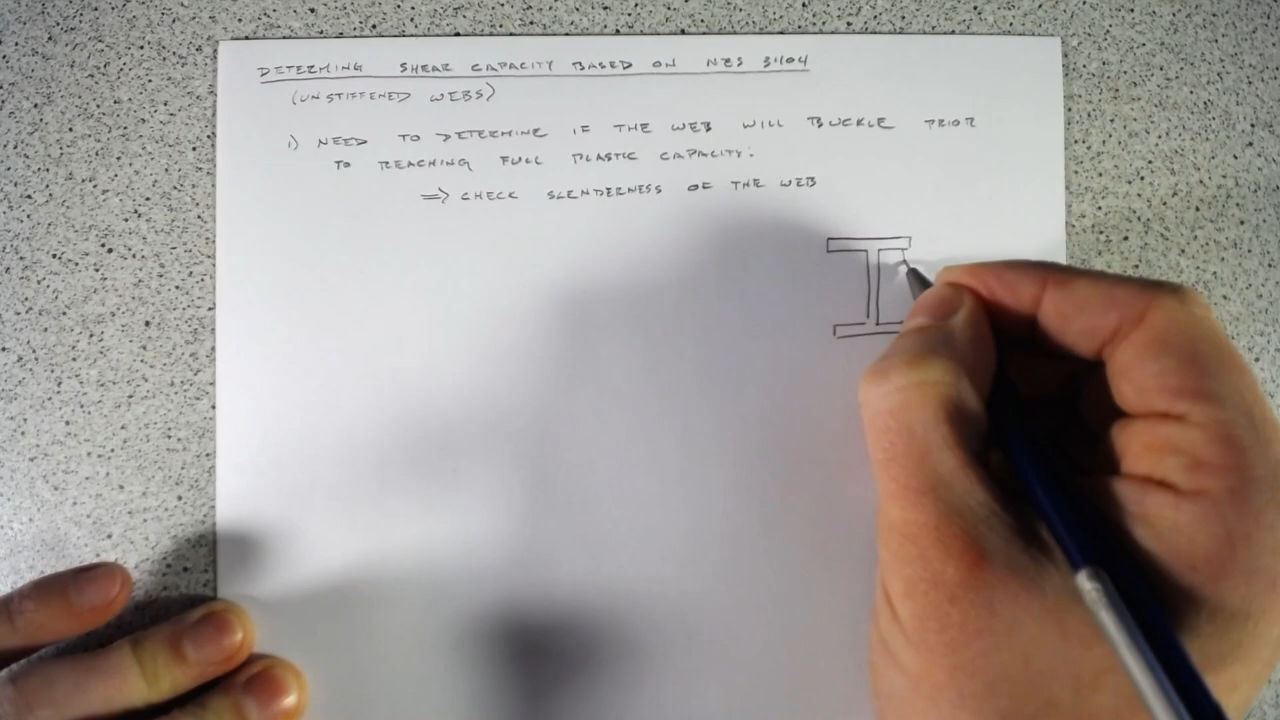 DETERMING SHEAR CAPACITY BASED ON NZS 3404
(UNSTIFFENED WEBS)
1) NEED TO DETERMINE IF THE WEB WILL BUCKLE PRIOR
TO REACHING FULL PLASTIC CAPACITY:
=> CHECK SLENDERNESS OF THE WEB